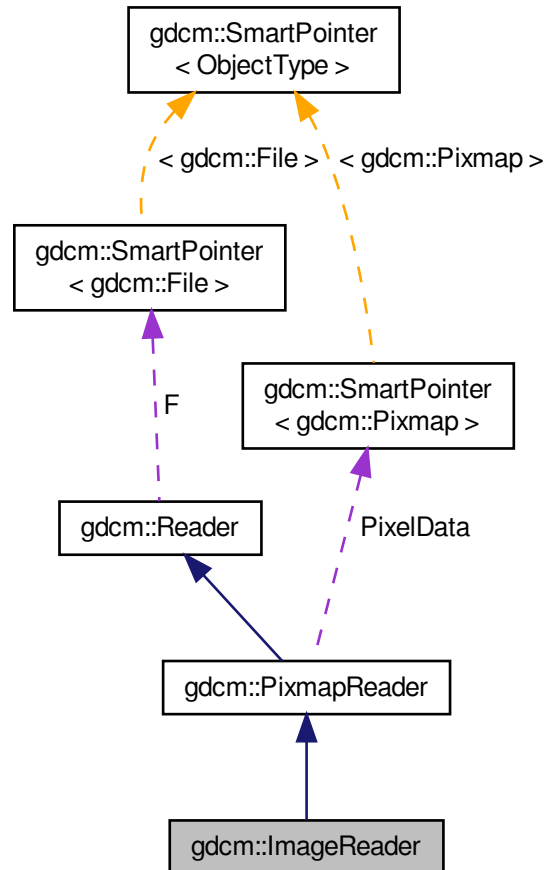 gdcm::SmartPointer
< ObjectType >
< gdcm::File >
< gdcm::Pixmap >
gdcm::SmartPointer
< gdcm::File >
gdcm::SmartPointer
< gdcm::Pixmap >
F
gdcm::Reader
PixelData
gdcm::PixmapReader
gdcm::ImageReader